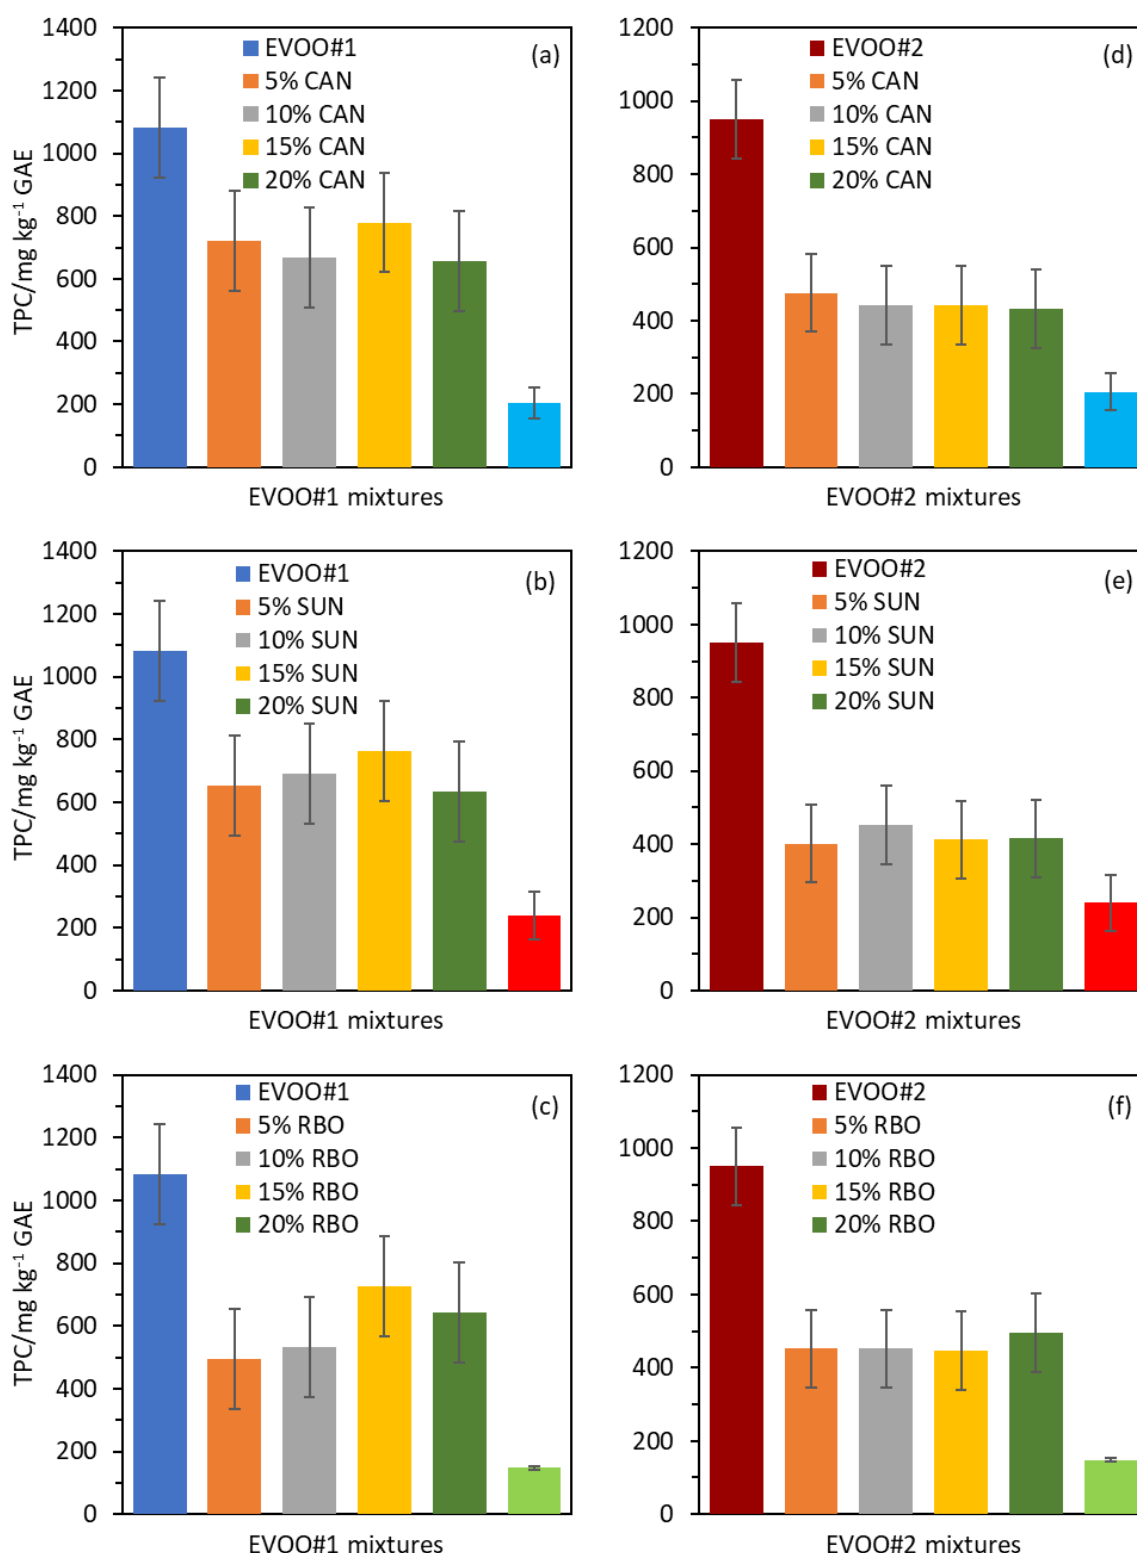 1400
1200
1000
800
600
400
200
0
TPC/mg kg⁻¹ GAE
EVOO#1
5% CAN
10% CAN
15% CAN
20% CAN
(a)
EVOO#1 mixtures
1200
1000
800
600
400
200
0
EVOO#2
5% CAN
10% CAN
15% CAN
20% CAN
(d)
EVOO#2 mixtures
1400
1200
1000
800
600
400
200
0
TPC/mg kg⁻¹ GAE
EVOO#1
5% SUN
10% SUN
15% SUN
20% SUN
(b)
EVOO#1 mixtures
1200
1000
800
600
400
200
0
EVOO#2
5% SUN
10% SUN
15% SUN
20% SUN
(e)
EVOO#2 mixtures
1400
1200
1000
800
600
400
200
0
TPC/mg kg⁻¹ GAE
EVOO#1
5% RBO
10% RBO
15% RBO
20% RBO
(c)
EVOO#1 mixtures
1200
1000
800
600
400
200
0
EVOO#2
5% RBO
10% RBO
15% RBO
20% RBO
(f)
EVOO#2 mixtures